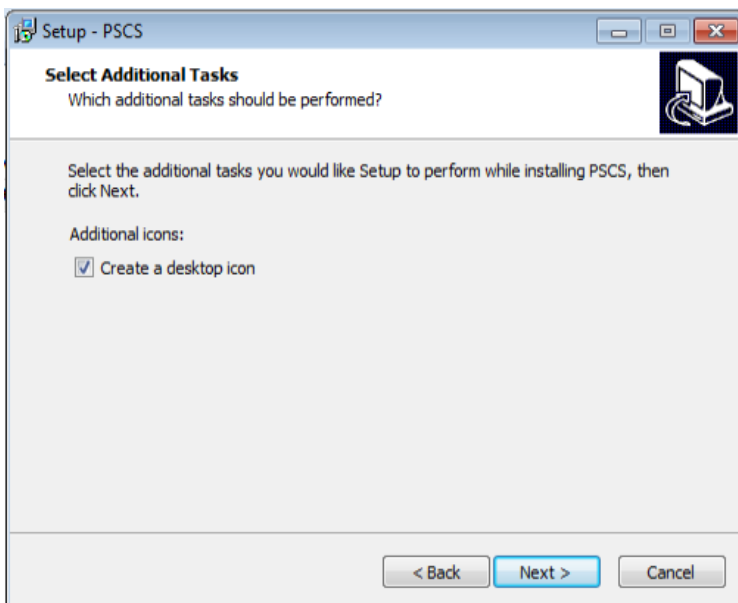 Setup - PSCS
Select Additional Tasks
Which additional tasks should be performed?
Select the additional tasks you would like Setup to perform while installing PSCS, then
click Next.
Additional icons:
Create a desktop icon
< Back
Next >
Cancel